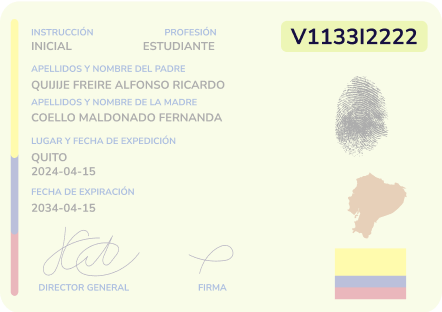 INSTRUCCIÓN PROFESIÓN V1133I2222
INICIAL ESTUDIANTE
APELLIDOS Y NOMBRE DEL PADRE
QUIJIJE FREIRE ALFONSO RICARDO
APELLIDOS Y NOMBRE DE LA MADRE
COELLO MALDONADO FERNANDA
LUGAR Y FECHA DE EXPEDICIÓN
QUITO
2024-04-15
FECHA DE EXPIRACIÓN
2034-04-15
DIRECTOR GENERAL FIRMA